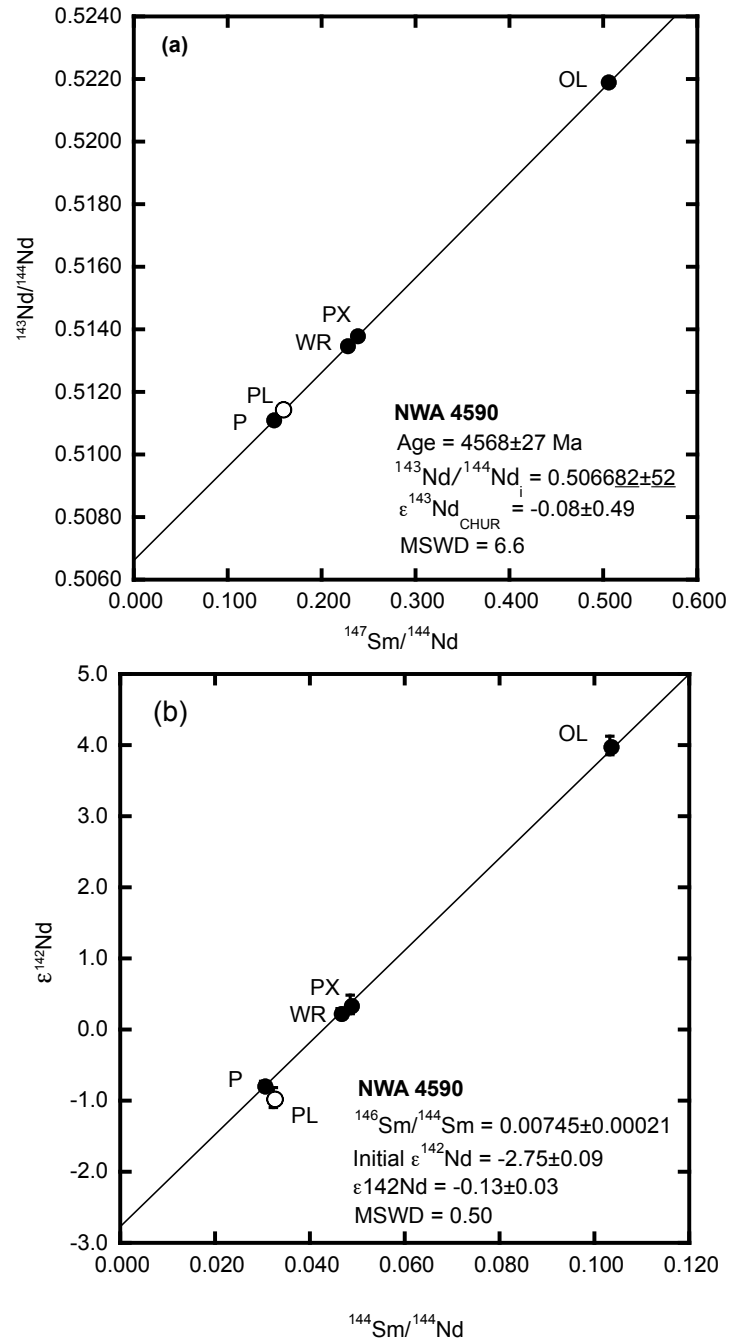 (a)
0.5240
0.5220
0.5200
0.5180
0.5160
0.5140
0.5120
0.5100
0.5080
0.5060
¹⁴³Nd/¹⁴⁴Nd
OL
PX
WR
PL
P
NWA 4590
Age = 4568±27 Ma
¹⁴³Nd/¹⁴⁴Ndᵢ = 0.506682±52
ε¹⁴³Nd_CHUR = -0.08±0.49
MSWD = 6.6
0.000 0.100 0.200 0.300 0.400 0.500 0.600
¹⁴⁷Sm/¹⁴⁴Nd
(b)
5.0
4.0
3.0
2.0
1.0
0.0
-1.0
-2.0
-3.0
ε¹⁴²Nd
OL
PX
WR
P
PL
NWA 4590
¹⁴⁶Sm/¹⁴⁴Sm = 0.00745±0.00021
Initial ε¹⁴²Nd = -2.75±0.09
ε142Nd = -0.13±0.03
MSWD = 0.50
0.000 0.020 0.040 0.060 0.080 0.100 0.120
¹⁴⁴Sm/¹⁴⁴Nd